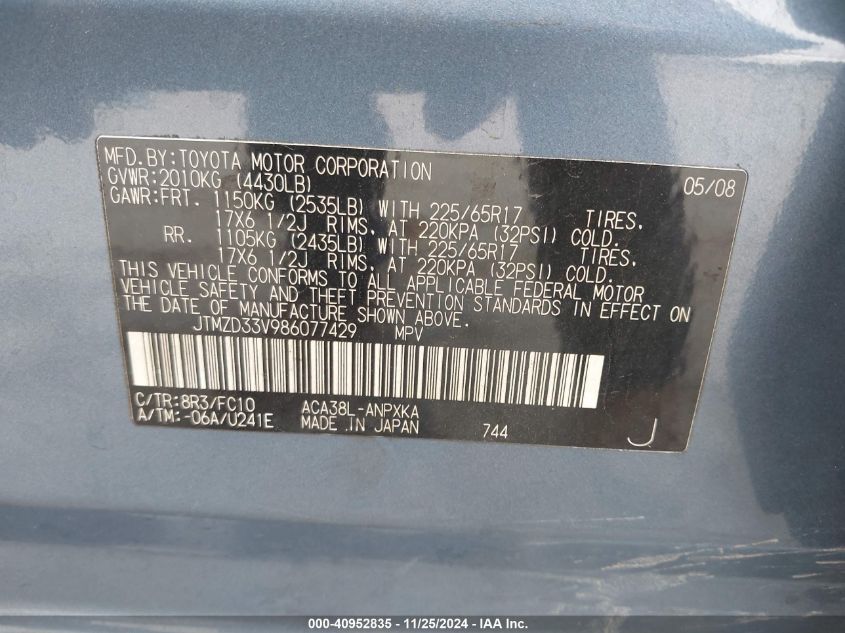 MFD.BY:TOYOTA MOTOR CORPORATION 05/08
GVWR:2010KG (4430LB)
GAWR:FRT. 1150KG (2535LB) WITH 225/65R17 TIRES,
17X6 1/2J RIMS, AT 220KPA (32PSI) COLD.
RR. 1105KG (2435LB) WITH 225/65R17 TIRES,
17X6 1/2J RIMS, AT 220KPA (32PSI) COLD.
THIS VEHICLE CONFORMS TO ALL APPLICABLE FEDERAL MOTOR
VEHICLE SAFETY AND THEFT PREVENTION STANDARDS IN EFFECT ON
THE DATE OF MANUFACTURE SHOWN ABOVE.
JTMZD33V986077429 MPV
C/TR:8R3/FC10 ACA38L-ANPXKA
A/TM:-06A/U241E MADE IN JAPAN 744 J
000-40952835 - 11/25/2024 - IAA, Inc.